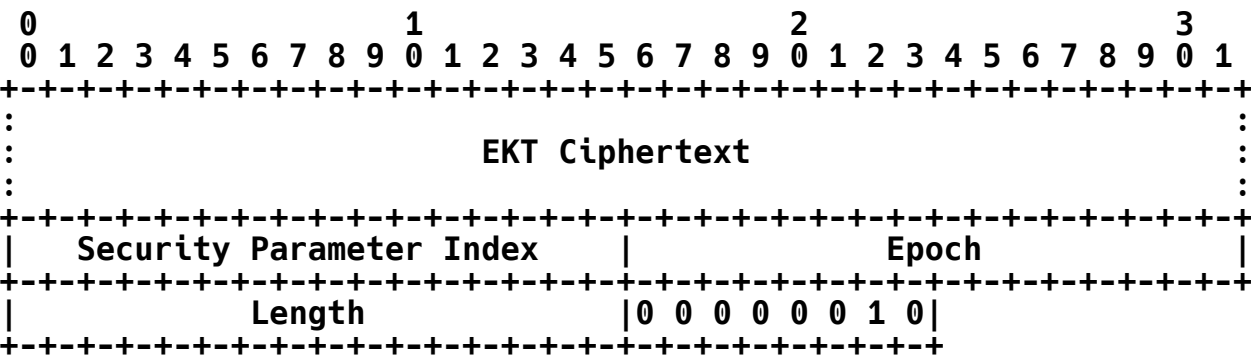 0                   1                   2                   3
 0 1 2 3 4 5 6 7 8 9 0 1 2 3 4 5 6 7 8 9 0 1 2 3 4 5 6 7 8 9 0 1
+-+-+-+-+-+-+-+-+-+-+-+-+-+-+-+-+-+-+-+-+-+-+-+-+-+-+-+-+-+-+-+-+
:                                                               :
:                        EKT Ciphertext                         :
:                                                               :
+-+-+-+-+-+-+-+-+-+-+-+-+-+-+-+-+-+-+-+-+-+-+-+-+-+-+-+-+-+-+-+-+
|   Security Parameter Index    |             Epoch             |
+-+-+-+-+-+-+-+-+-+-+-+-+-+-+-+-+-+-+-+-+-+-+-+-+-+-+-+-+-+-+-+-+
|            Length             |0 0 0 0 0 0 1 0|
+-+-+-+-+-+-+-+-+-+-+-+-+-+-+-+-+-+-+-+-+-+-+-+-+